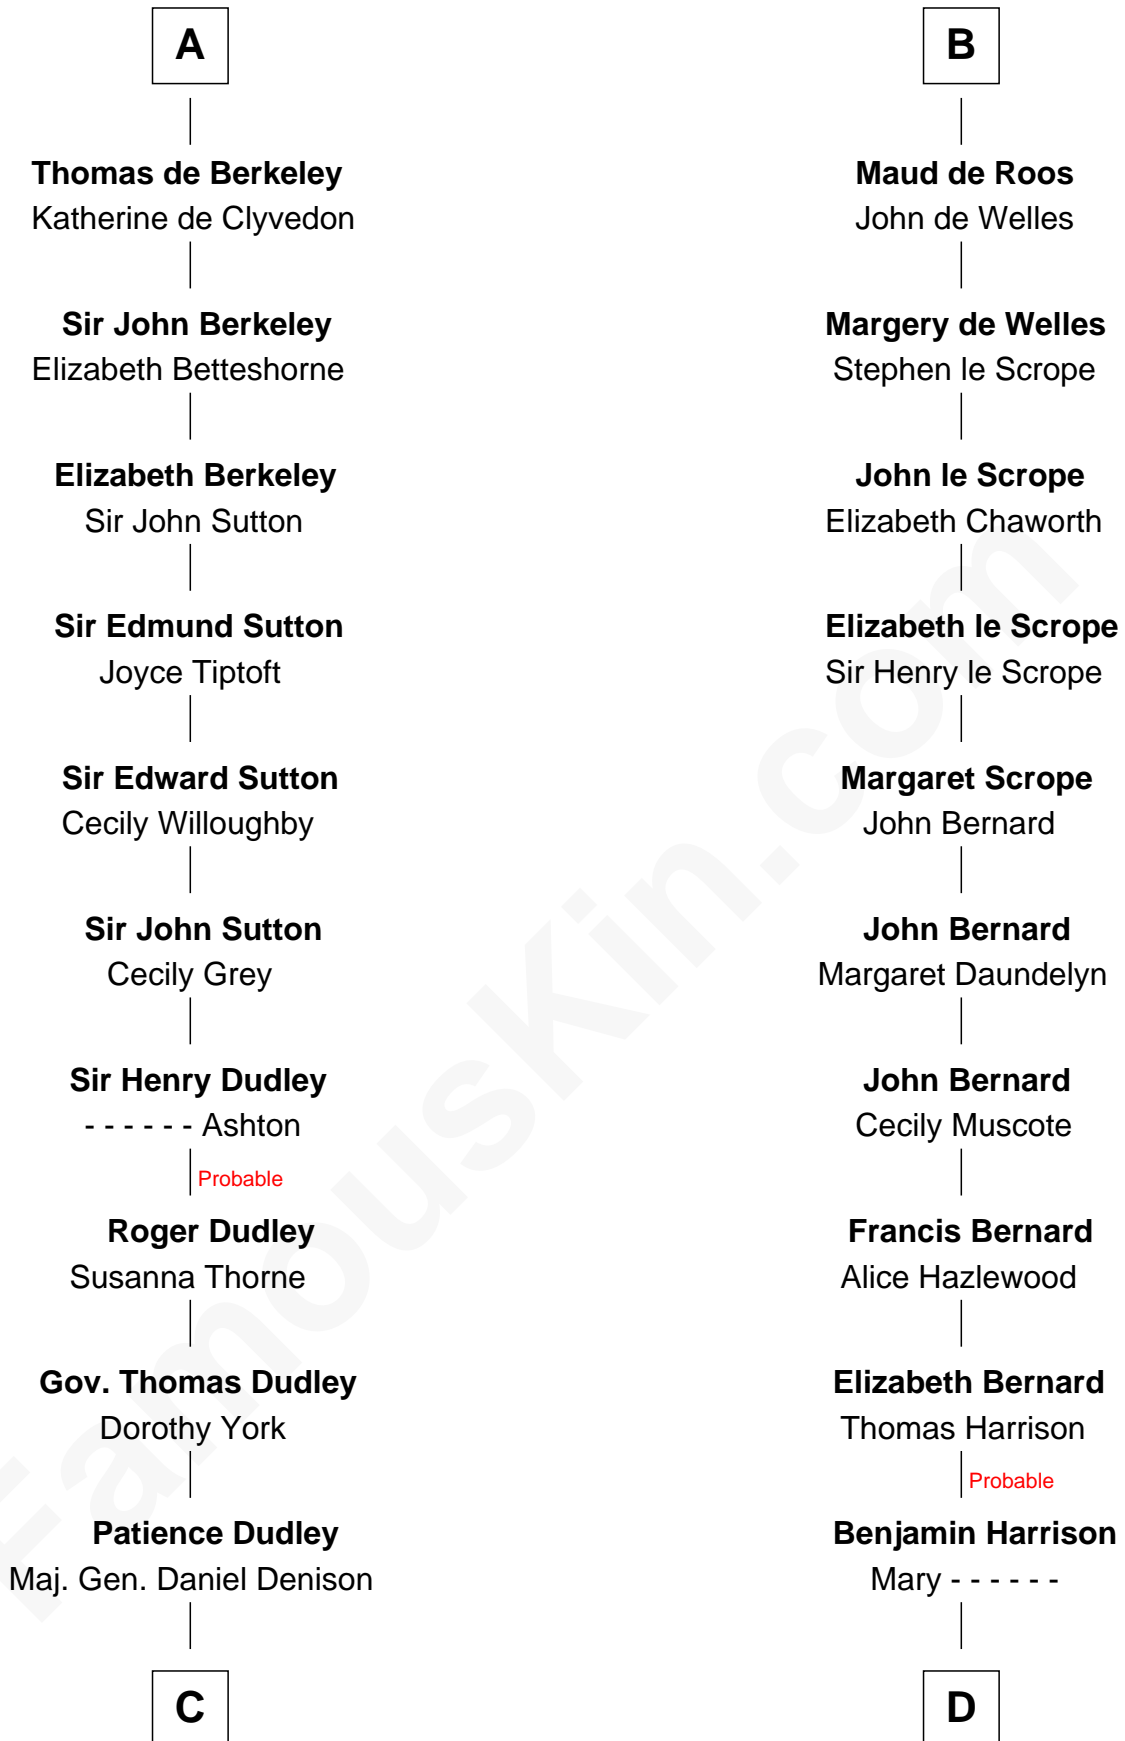 A
Thomas de Berkeley
Katherine de Clyvedon
Sir John Berkeley
Elizabeth Betteshorne
Elizabeth Berkeley
Sir John Sutton
Sir Edmund Sutton
Joyce Tiptoft
Sir Edward Sutton
Cecily Willoughby
Sir John Sutton
Cecily Grey
Sir Henry Dudley
- - - - - - Ashton
Probable
Roger Dudley
Susanna Thorne
Gov. Thomas Dudley
Dorothy York
Patience Dudley
Maj. Gen. Daniel Denison
C
B
Maud de Roos
John de Welles
Margery de Welles
Stephen le Scrope
John le Scrope
Elizabeth Chaworth
Elizabeth le Scrope
Sir Henry le Scrope
Margaret Scrope
John Bernard
John Bernard
Margaret Daundelyn
John Bernard
Cecily Muscote
Francis Bernard
Alice Hazlewood
Elizabeth Bernard
Thomas Harrison
Probable
Benjamin Harrison
Mary - - - - - -
D
FamousKin.com